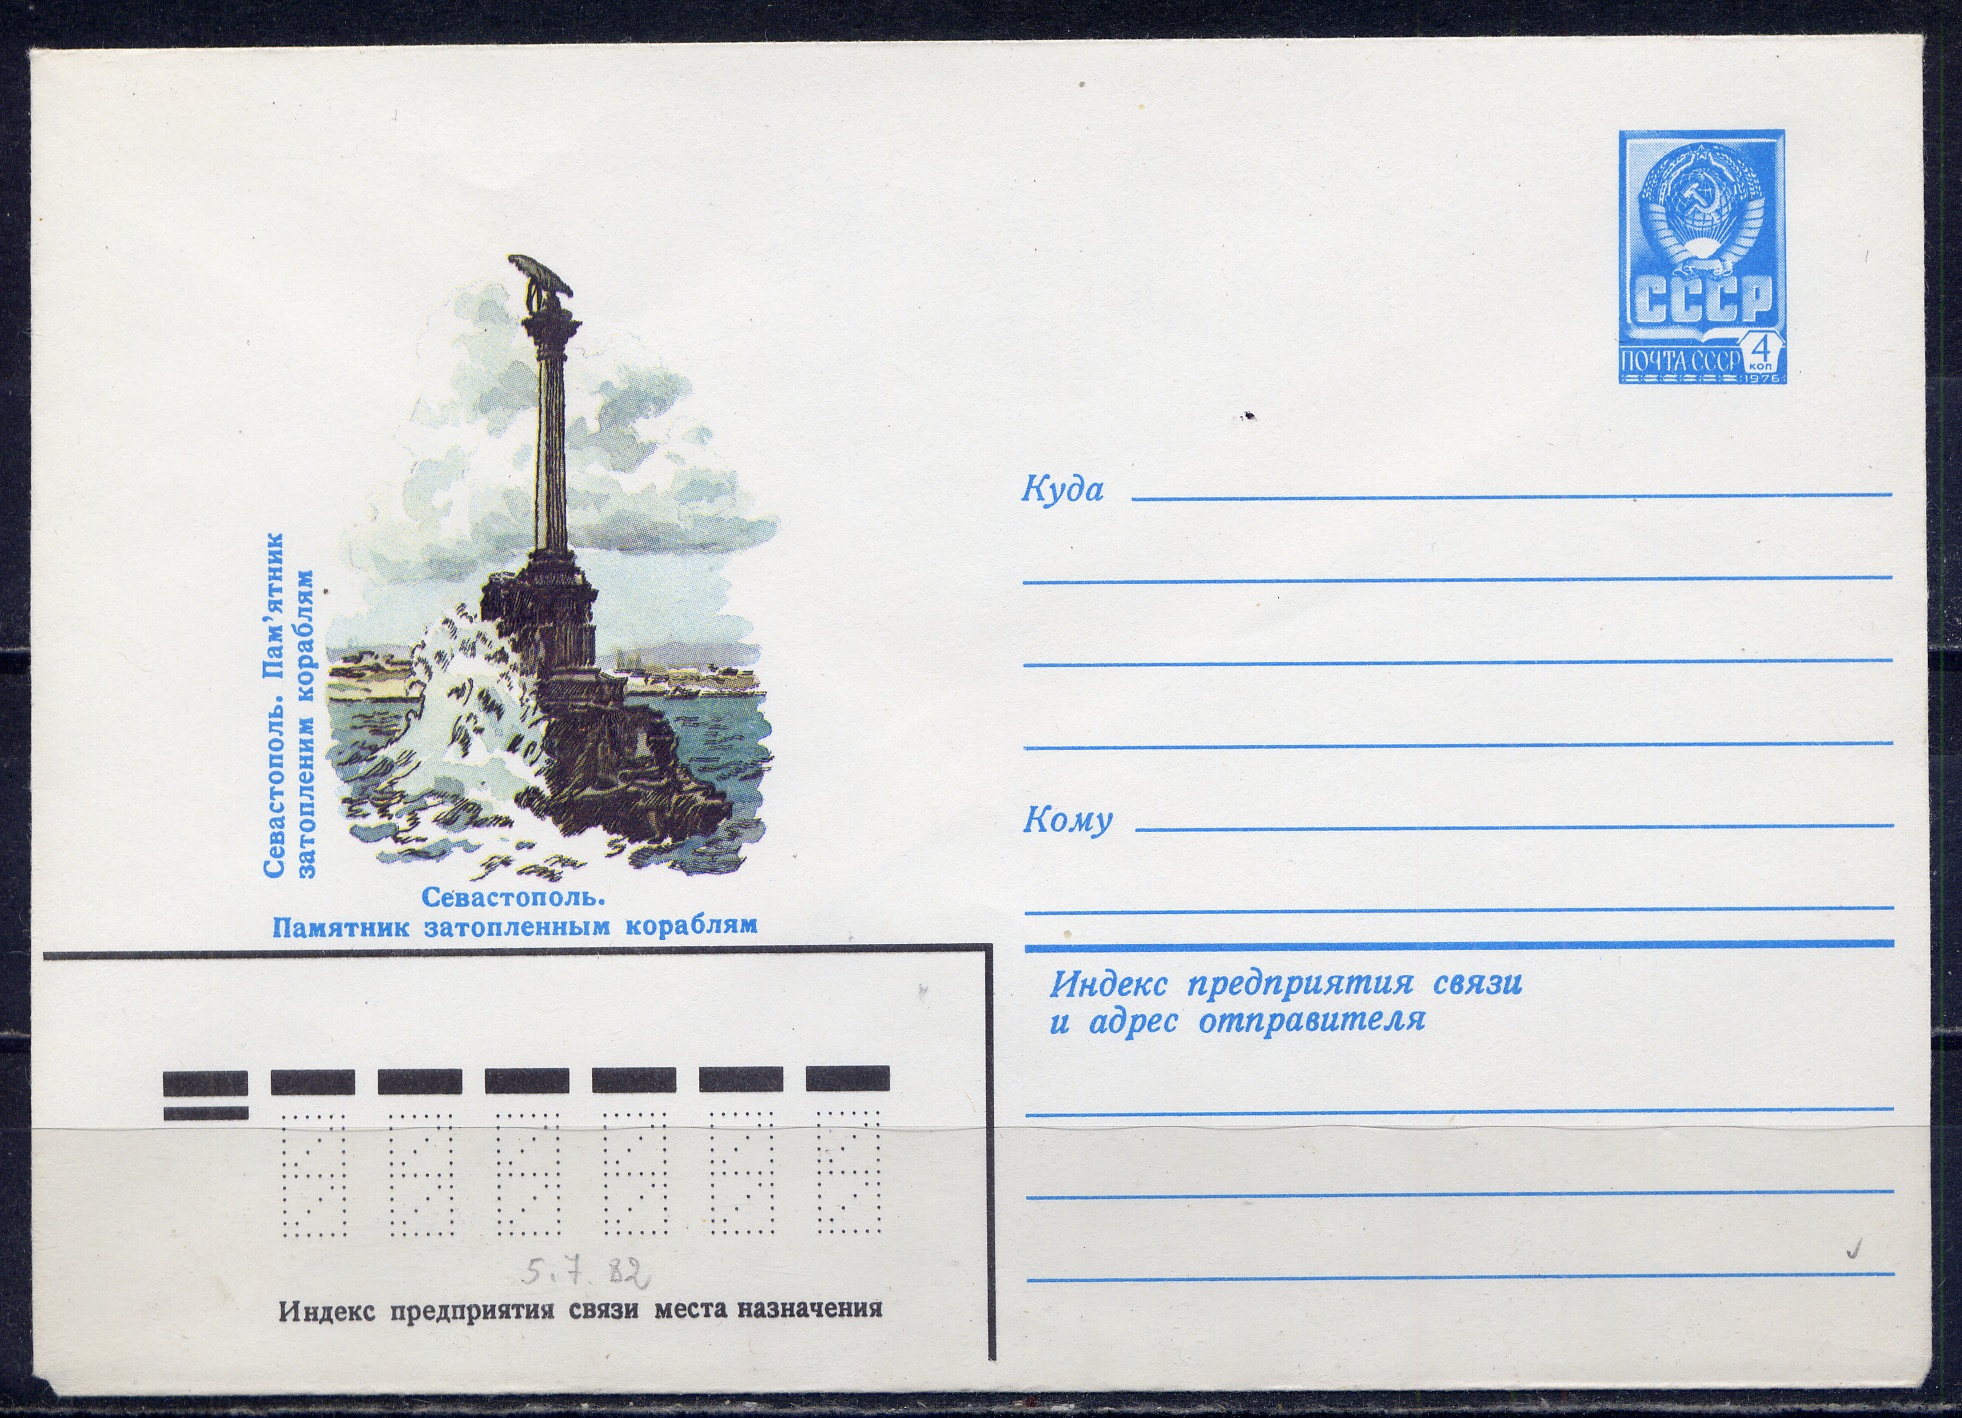 СССР
ПОЧТА СССР 4
КОП
1976
Куда
Севастополь. Пам'ятник
затопленим кораблям
Кому
Севастополь.
Памятник затопленным кораблям
Индекс предприятия связи
и адрес отправителя
5.7.82
Индекс предприятия связи места назначения